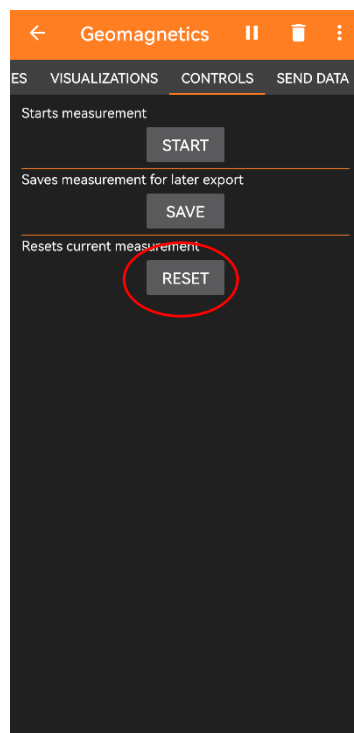 Geomagnetics
ES VISUALIZATIONS CONTROLS SEND DATA
Starts measurement
START
Saves measurement for later export
SAVE
Resets current measurement
RESET